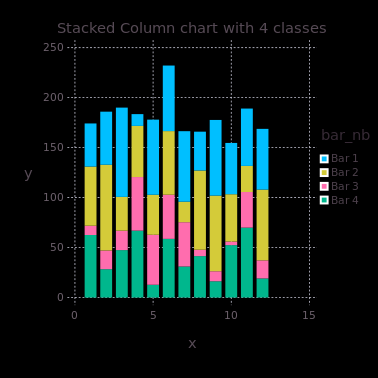 Stacked Column chart with 4 classes
250
200
150
100
50
0
y
0
5
10
15
x
bar_nb
Bar 1
Bar 2
Bar 3
Bar 4